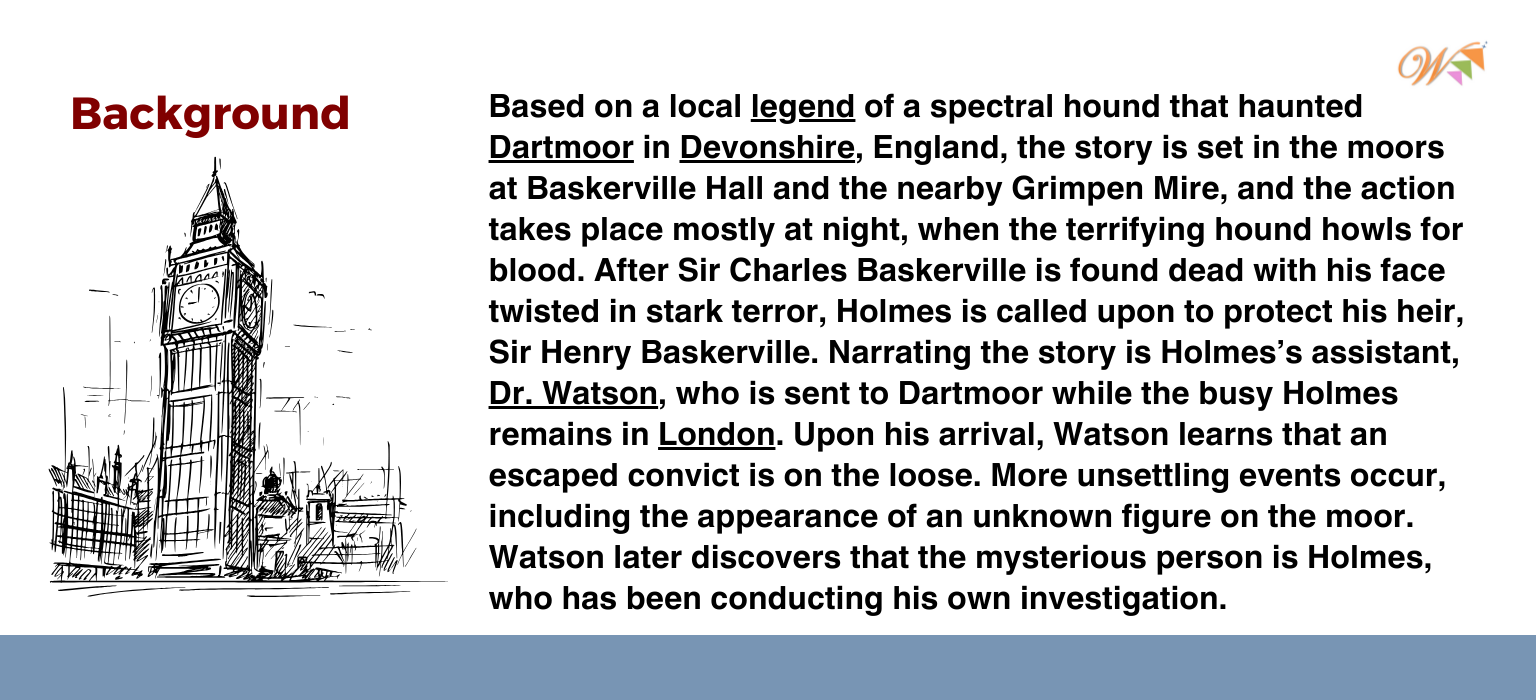 Background
W
Based on a local legend of a spectral hound that haunted
Dartmoor in Devonshire, England, the story is set in the moors
at Baskerville Hall and the nearby Grimpen Mire, and the action
takes place mostly at night, when the terrifying hound howls for
blood. After Sir Charles Baskerville is found dead with his face
twisted in stark terror, Holmes is called upon to protect his heir,
Sir Henry Baskerville. Narrating the story is Holmes’s assistant,
Dr. Watson, who is sent to Dartmoor while the busy Holmes
remains in London. Upon his arrival, Watson learns that an
escaped convict is on the loose. More unsettling events occur,
including the appearance of an unknown figure on the moor.
Watson later discovers that the mysterious person is Holmes,
who has been conducting his own investigation.